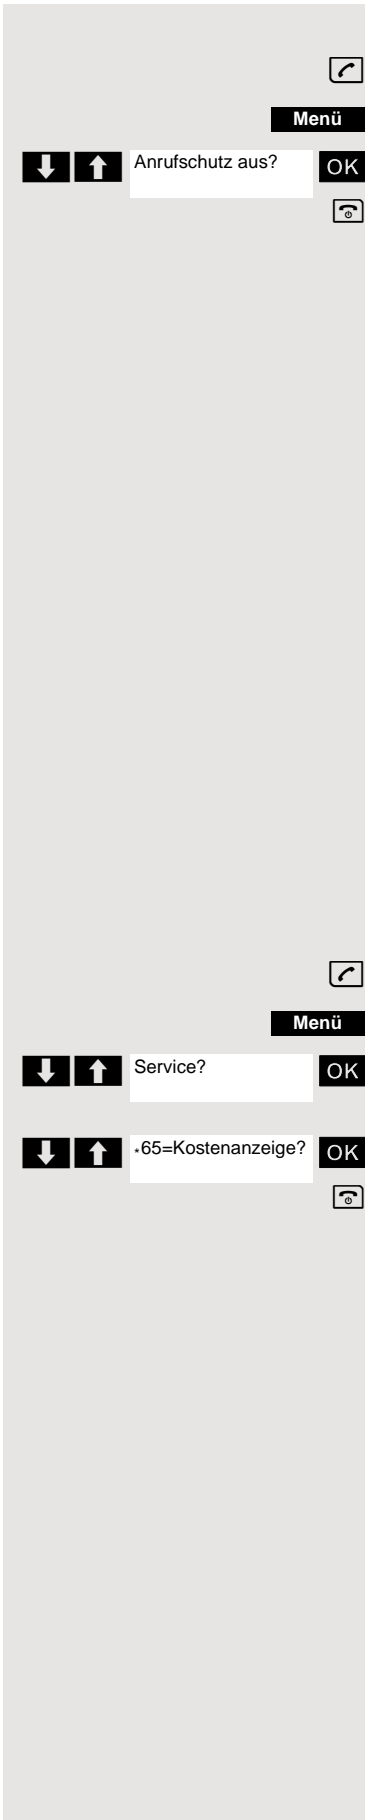 Menü
Anrufschutz aus? OK
Menü
Service? OK
*65=Kostenanzeige? OK